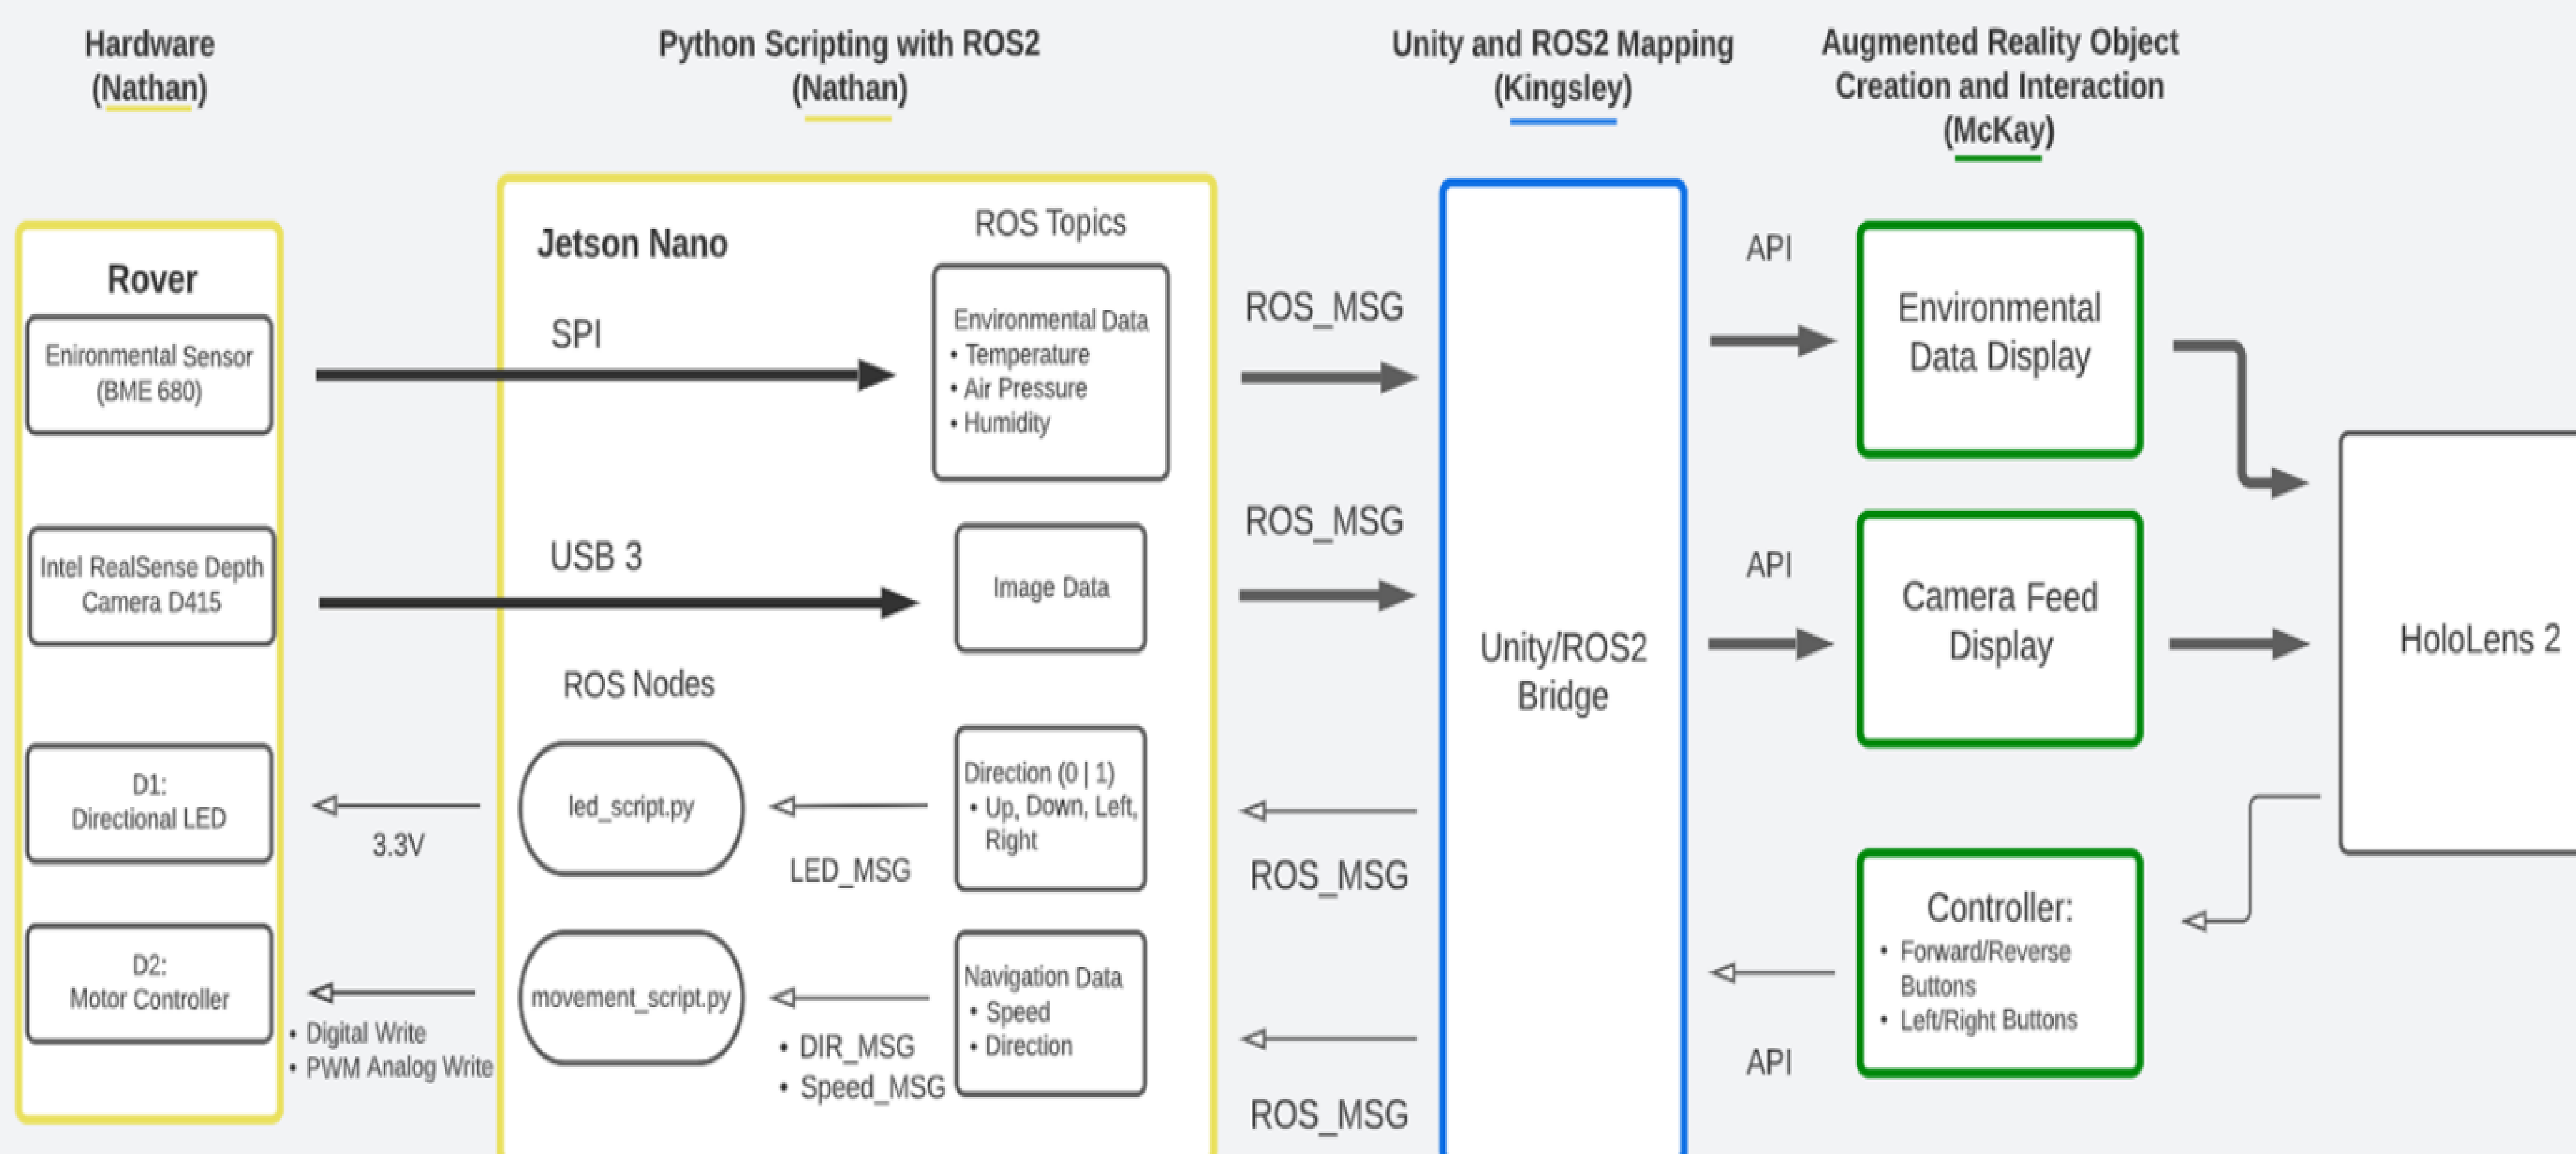 Hardware
(Nathan)
Python Scripting with ROS2
(Nathan)
Unity and ROS2 Mapping
(Kingsley)
Augmented Reality Object
Creation and Interaction
(McKay)
Rover
Enironmental Sensor
(BME 680)
Intel RealSense Depth
Camera D415
D1:
Directional LED
D2:
Motor Controller
3.3V
• Digital Write
• PWM Analog Write
Jetson Nano
ROS Topics
SPI
Environmental Data
• Temperature
• Air Pressure
• Humidity
USB 3
Image Data
ROS Nodes
led_script.py
LED_MSG
Direction (0 | 1)
• Up, Down, Left,
Right
movement_script.py
• DIR_MSG
• Speed_MSG
Navigation Data
• Speed
• Direction
ROS_MSG
ROS_MSG
ROS_MSG
ROS_MSG
Unity/ROS2
Bridge
API
API
API
Environmental
Data Display
Camera Feed
Display
Controller:
• Forward/Reverse
Buttons
• Left/Right Buttons
HoloLens 2